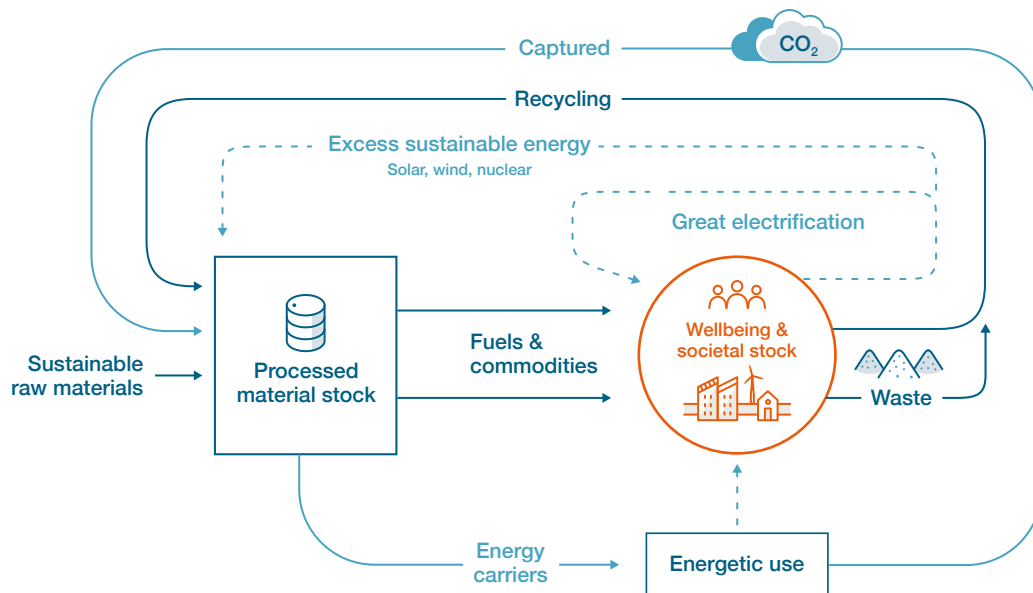 Captured
CO₂
Recycling
Excess sustainable energy
Solar, wind, nuclear
Great electrification
Sustainable
raw materials
Processed
material stock
Fuels &
commodities
Wellbeing &
societal stock
Waste
Energy
carriers
Energetic use